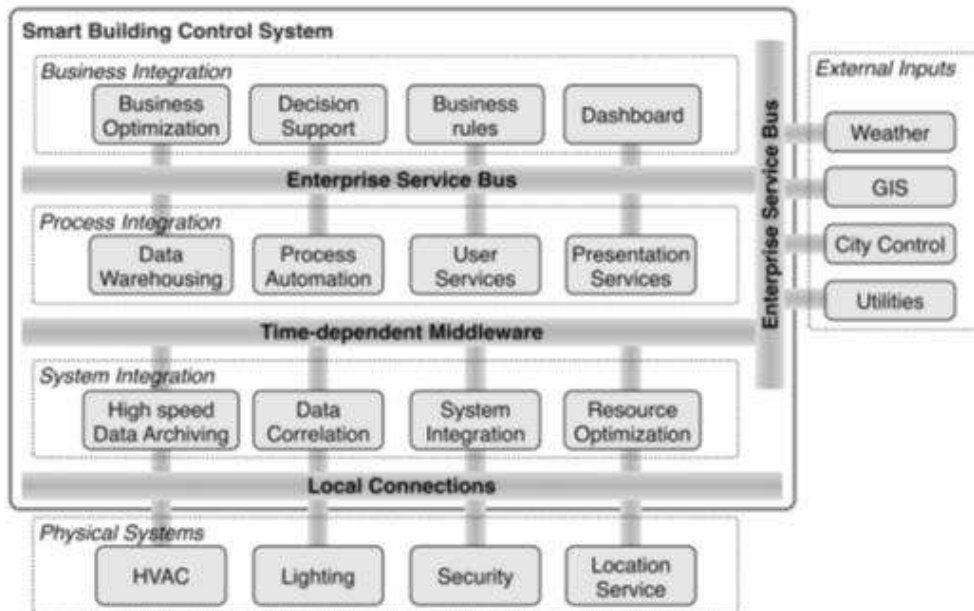 Smart Building Control System
Business Integration
Business
Optimization
Decision
Support
Business
rules
Dashboard
Enterprise Service Bus
Process Integration
Data
Warehousing
Process
Automation
User
Services
Presentation
Services
Time-dependent Middleware
System Integration
High speed
Data Archiving
Data
Correlation
System
Integration
Resource
Optimization
Local Connections
Physical Systems
HVAC
Lighting
Security
Location
Service
Enterprise Service Bus
External Inputs
Weather
GIS
City Control
Utilities